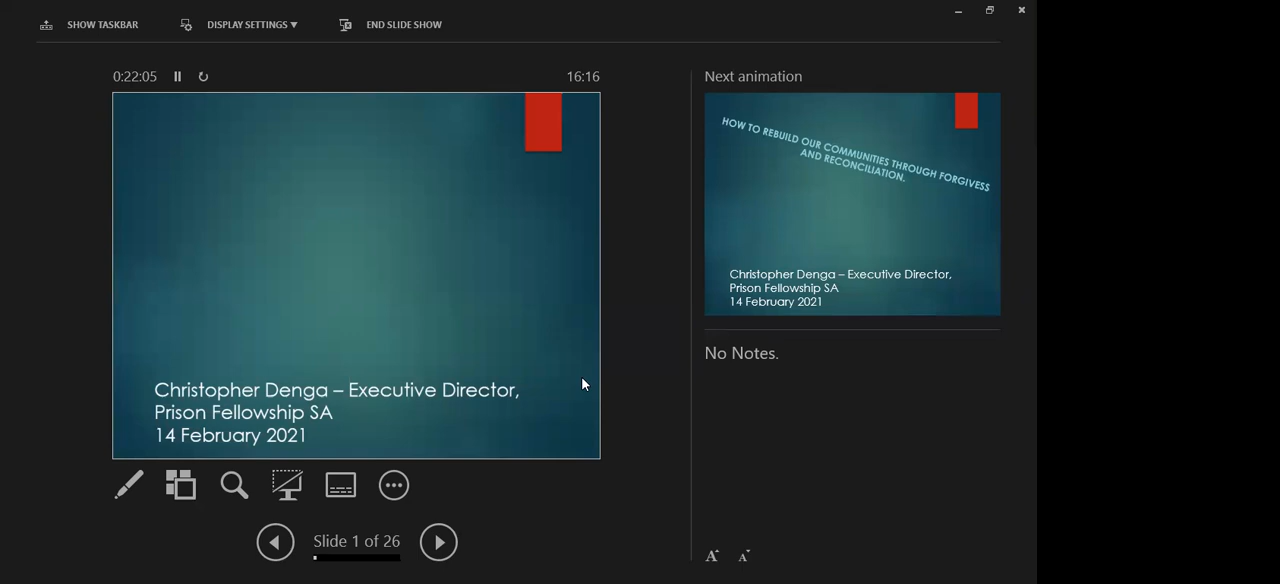 SHOW TASKBAR
DISPLAY SETTINGS ▼
END SLIDE SHOW
0:22:05
16:16
Christopher Denga – Executive Director,
Prison Fellowship SA
14 February 2021
Slide 1 of 26
Next animation
HOW TO REBUILD OUR COMMUNITIES THROUGH FORGIVESS
AND RECONCILIATION.
Christopher Denga – Executive Director,
Prison Fellowship SA
14 February 2021
No Notes.
A
A